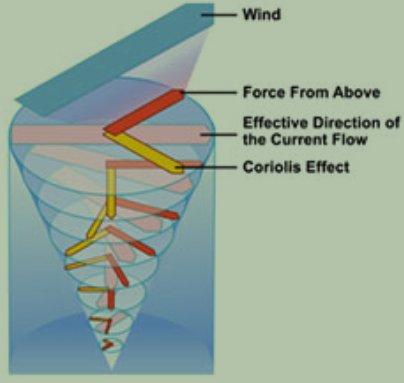 Wind
Force From Above
Effective Direction of
the Current Flow
Coriolis Effect